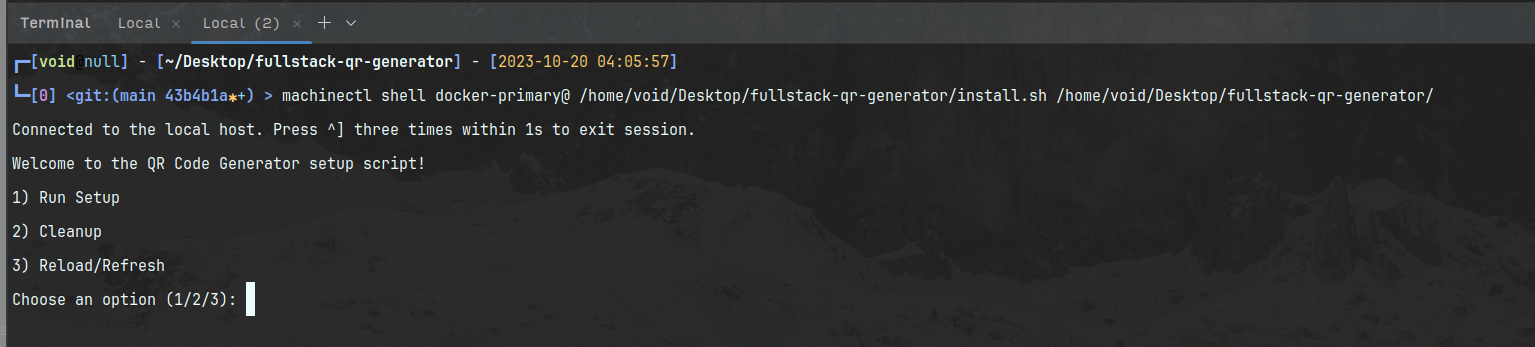 Terminal Local × Local (2) × +
┏━[void@null] - [~/Desktop/fullstack-qr-generator] - [2023-10-20 04:05:57]
┗━[0] <git:(main 43b4b1a✱+) > machinectl shell docker-primary@ /home/void/Desktop/fullstack-qr-generator/install.sh /home/void/Desktop/fullstack-qr-generator/
Connected to the local host. Press ^] three times within 1s to exit session.
Welcome to the QR Code Generator setup script!
1) Run Setup
2) Cleanup
3) Reload/Refresh
Choose an option (1/2/3):